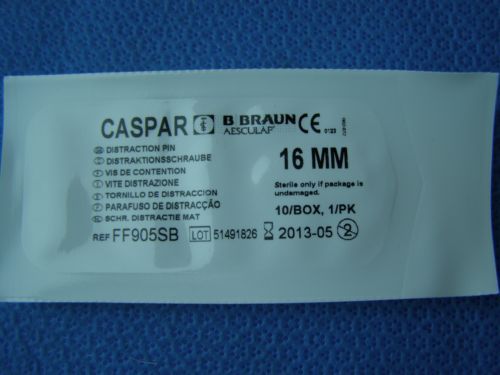 CASPAR B BRAUN CE 0123
AESCULAP®
DISTRACTION PIN
DISTRAKTIONSSCHRAUBE
VIS DE CONTENTION
VITE DISTRAZIONE
TORNILLO DE DISTRACCION
PARAFUSO DE DISTRACÇÃO
SCHR. DISTRACTIE MAT
16 MM
Sterile only if package is
undamaged.
10/BOX, 1/PK
REF FF905SB LOT 51491826 2013-05 2